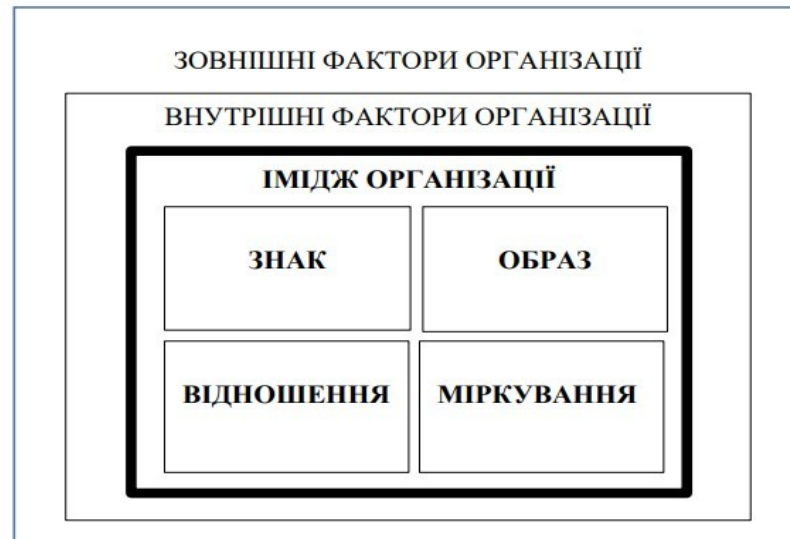 ЗОВНІШНІ ФАКТОРИ ОРГАНІЗАЦІЇ
ВНУТРІШНІ ФАКТОРИ ОРГАНІЗАЦІЇ
ІМІДЖ ОРГАНІЗАЦІЇ
ЗНАК
ОБРАЗ
ВІДНОШЕННЯ
МІРКУВАННЯ